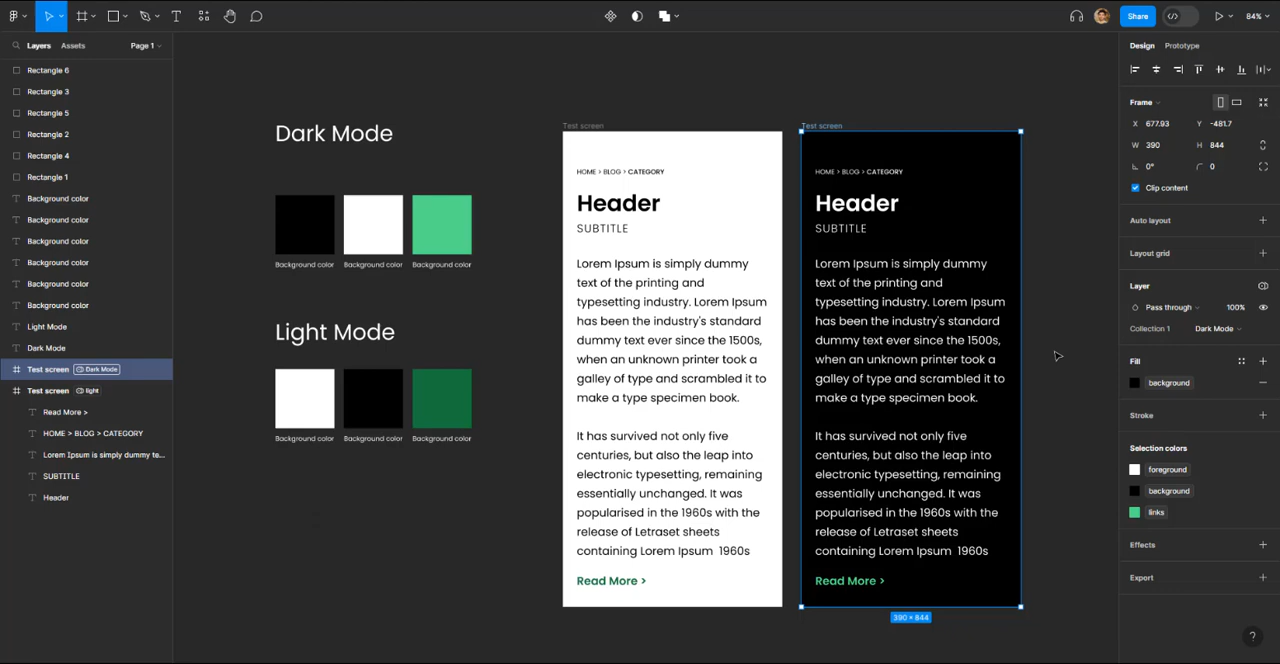 Share
84%
Layers
Assets
Page 1
Rectangle 6
Rectangle 3
Rectangle 5
Rectangle 2
Rectangle 4
Rectangle 1
Background color
Background color
Background color
Background color
Background color
Background color
Light Mode
Dark Mode
Test screen
Dark Mode
Test screen
light
Read More >
HOME > BLOG > CATEGORY
Lorem Ipsum is simply dummy te...
SUBTITLE
Header
Dark Mode
Background color
Background color
Background color
Light Mode
Background color
Background color
Background color
Test screen
HOME > BLOG > CATEGORY
Header
SUBTITLE
Lorem Ipsum is simply dummy
text of the printing and
typesetting industry. Lorem Ipsum
has been the industry's standard
dummy text ever since the 1500s,
when an unknown printer took a
galley of type and scrambled it to
make a type specimen book.
It has survived not only five
centuries, but also the leap into
electronic typesetting, remaining
essentially unchanged. It was
popularised in the 1960s with the
release of Letraset sheets
containing Lorem Ipsum 1960s
Read More >
Test screen
HOME > BLOG > CATEGORY
Header
SUBTITLE
Lorem Ipsum is simply dummy
text of the printing and
typesetting industry. Lorem Ipsum
has been the industry's standard
dummy text ever since the 1500s,
when an unknown printer took a
galley of type and scrambled it to
make a type specimen book.
It has survived not only five
centuries, but also the leap into
electronic typesetting, remaining
essentially unchanged. It was
popularised in the 1960s with the
release of Letraset sheets
containing Lorem Ipsum 1960s
Read More >
390 × 844
Design
Prototype
Frame
X 677.93
Y -481.7
W 390
H 844
0°
0
Clip content
Auto layout
Layout grid
Layer
Pass through
100%
Collection 1
Dark Mode
Fill
background
Stroke
Selection colors
foreground
background
links
Effects
Export
?